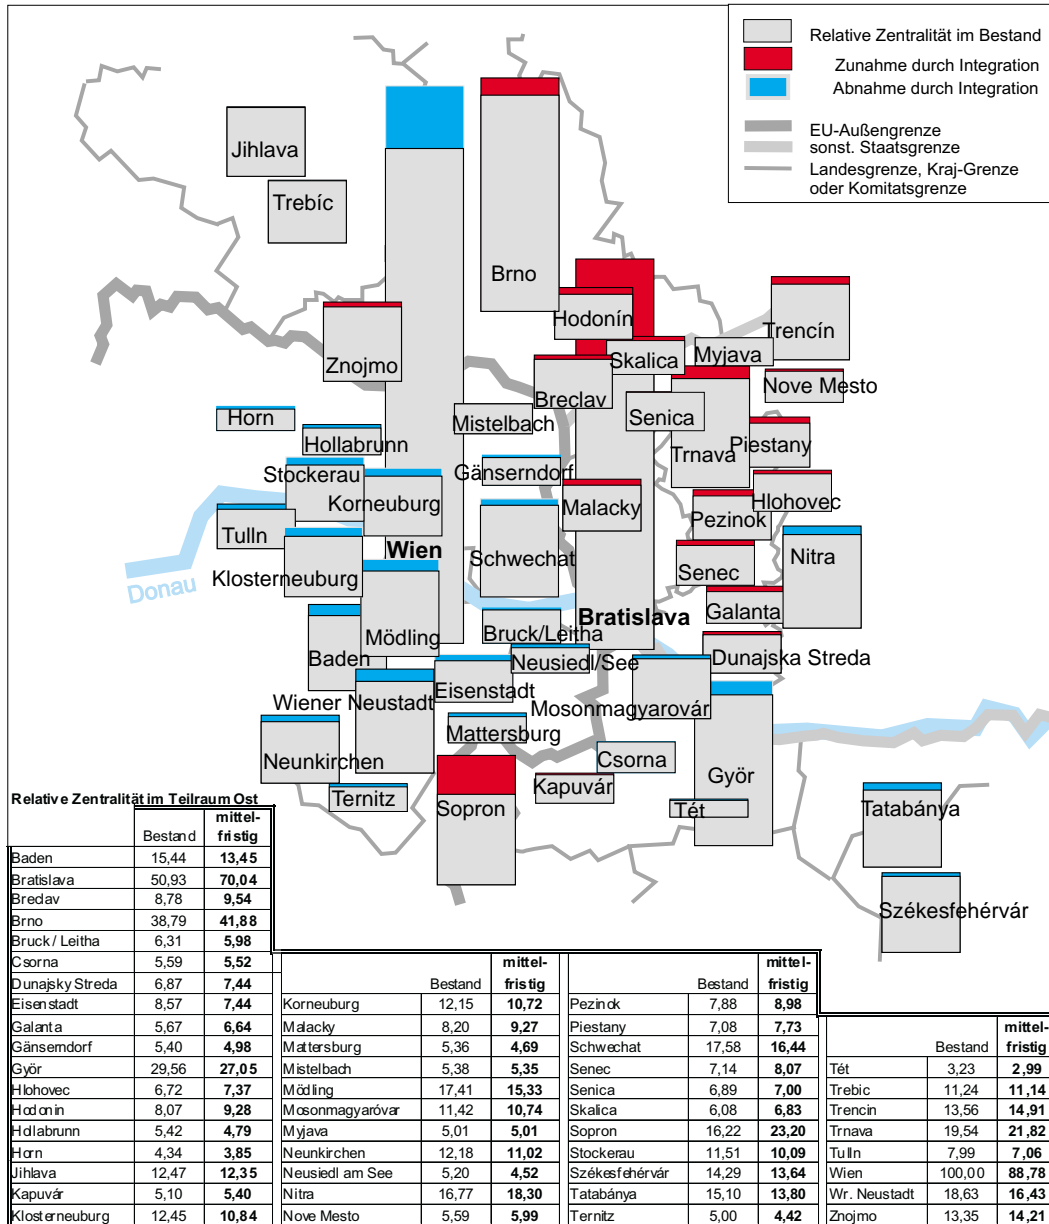 Relative Zentralität im Bestand
Zunahme durch Integration
Abnahme durch Integration
EU-Außengrenze
sonst. Staatsgrenze
Landesgrenze, Kraj-Grenze
oder Komitatsgrenze
Jihlava
Trebíc
Brno
Hodonín
Trencín
Znojmo
Skalica
Myjava
Nove Mesto
Breclav
Horn
Mistelbach
Senica
Hollabrunn
Trnava
Piestany
Stockerau
Gänserndorf
Korneuburg
Malacky
Hlohovec
Pezinok
Tulln
Wien
Schwechat
Nitra
Klosterneuburg
Senec
Donau
Galanta
Bratislava
Mödling
Bruck/Leitha
Baden
Neusiedl/See
Dunajska Streda
Eisenstadt
Wiener Neustadt
Mosonmagyarovár
Mattersburg
Neunkirchen
Csorna
Györ
Kapuvár
Ternitz
Sopron
Tét
Tatabánya
Székesfehérvár
Relative Zentralität im Teilraum Ost
Bestand mittel-fristig
Baden 15,44 13,45
Bratislava 50,93 70,04
Breclav 8,78 9,54
Brno 38,79 41,88
Bruck / Leitha 6,31 5,98
Csorna 5,59 5,52
Dunajsky Streda 6,87 7,44
Eisenstadt 8,57 7,44
Galanta 5,67 6,64
Gänserndorf 5,40 4,98
Györ 29,56 27,05
Hlohovec 6,72 7,37
Hodonin 8,07 9,28
Hollabrunn 5,42 4,79
Horn 4,34 3,85
Jihlava 12,47 12,35
Kapuvár 5,10 5,40
Klosterneuburg 12,45 10,84
Bestand mittel-fristig
Korneuburg 12,15 10,72
Malacky 8,20 9,27
Mattersburg 5,36 4,69
Mistelbach 5,38 5,35
Mödling 17,41 15,33
Mosonmagyaróvar 11,42 10,74
Myjava 5,01 5,01
Neunkirchen 12,18 11,02
Neusiedl am See 5,20 4,52
Nitra 16,77 18,30
Nove Mesto 5,59 5,99
Bestand mittel-fristig
Pezinok 7,88 8,98
Piestany 7,08 7,73
Schwechat 17,58 16,44
Senec 7,14 8,07
Senica 6,89 7,00
Skalica 6,08 6,83
Sopron 16,22 23,20
Stockerau 11,51 10,09
Székesfehérvár 14,29 13,64
Tatabánya 15,10 13,80
Ternitz 5,00 4,42
Bestand mittel-fristig
Tét 3,23 2,99
Trebic 11,24 11,14
Trencin 13,56 14,91
Trnava 19,54 21,82
Tulln 7,99 7,06
Wien 100,00 88,78
Wr. Neustadt 18,63 16,43
Znojmo 13,35 14,21